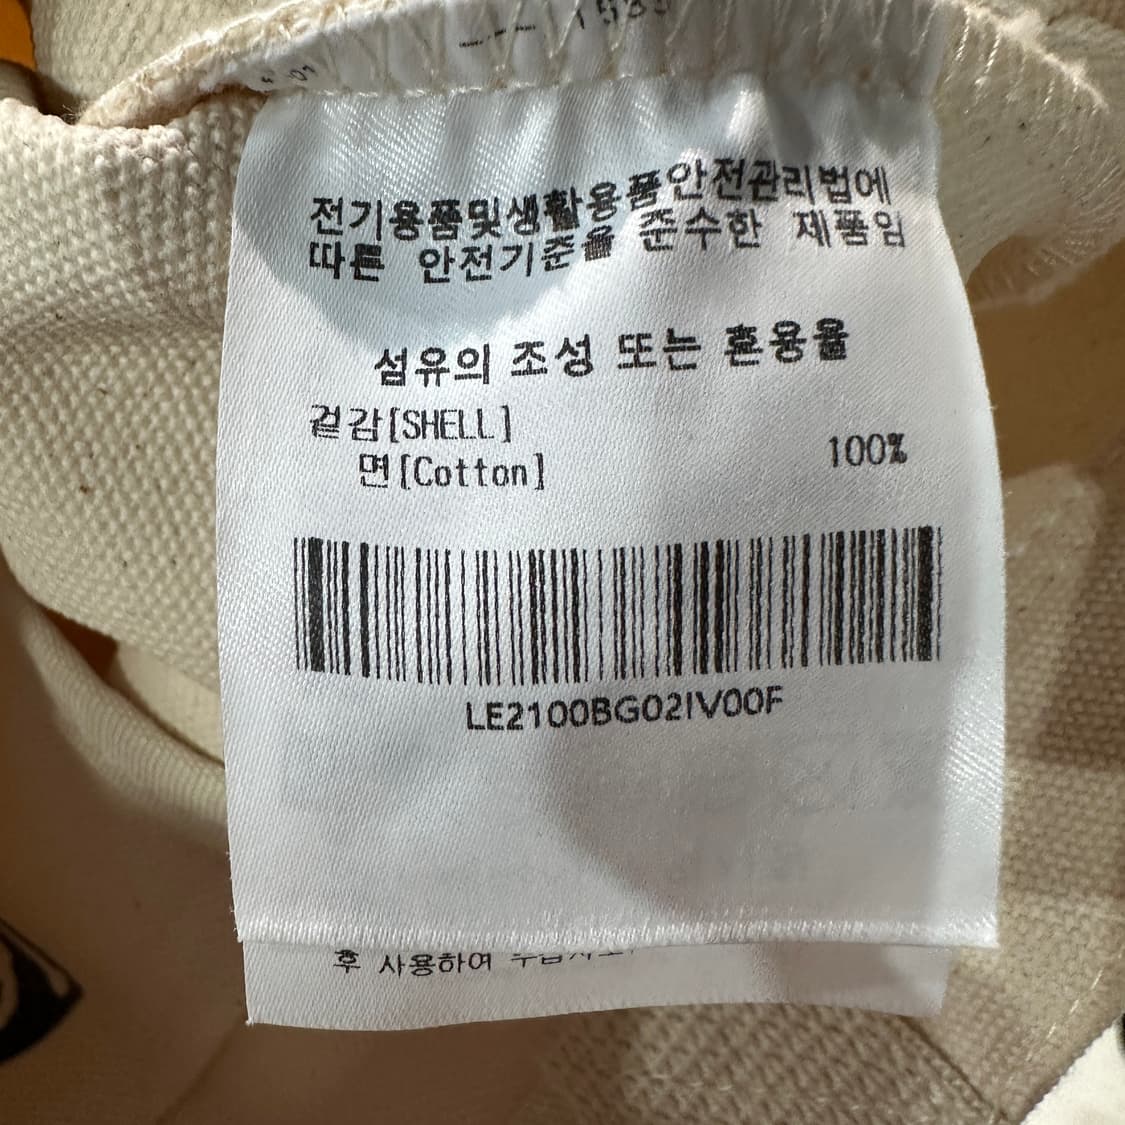 전기용품및생활용품안전관리법에
따른 안전기준을 준수한 제품임
섬유의 조성 또는 혼용율
겉감[SHELL]
면[Cotton] 100%
LE2100BG02IV00F
후 사용하여